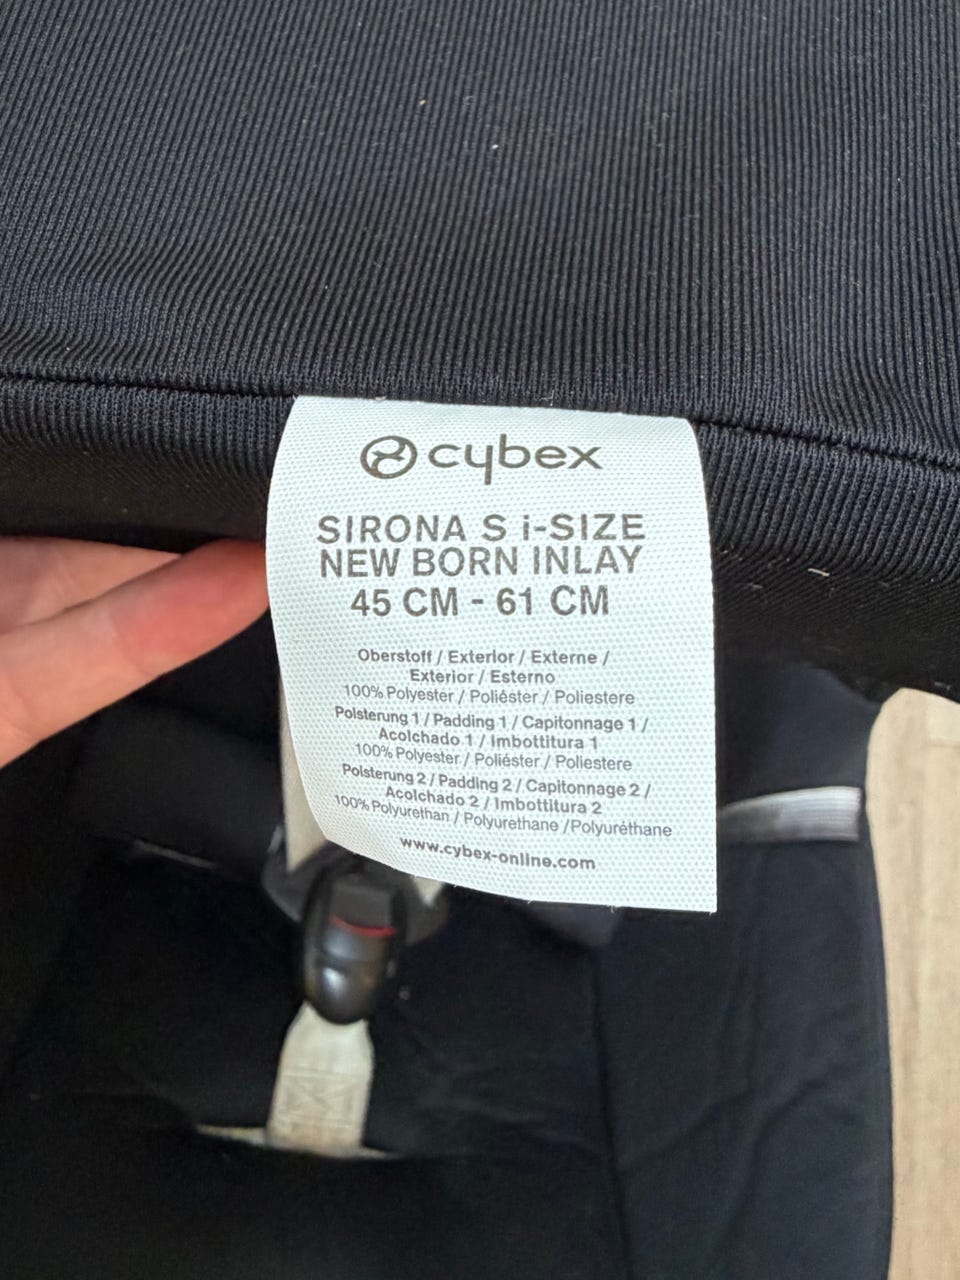 cybex
SIRONA S i-SIZE
NEW BORN INLAY
45 CM - 61 CM
Oberstoff / Exterior / Externe /
Exterior / Esterno
100% Polyester / Poliéster / Poliestere
Polsterung 1 / Padding 1 / Capitonnage 1 /
Acolchado 1 / Imbottitura 1
100% Polyester / Poliéster / Poliestere
Polsterung 2 / Padding 2 / Capitonnage 2 /
Acolchado 2 / Imbottitura 2
100% Polyurethan / Polyurethane /Polyuréthane
www.cybex-online.com